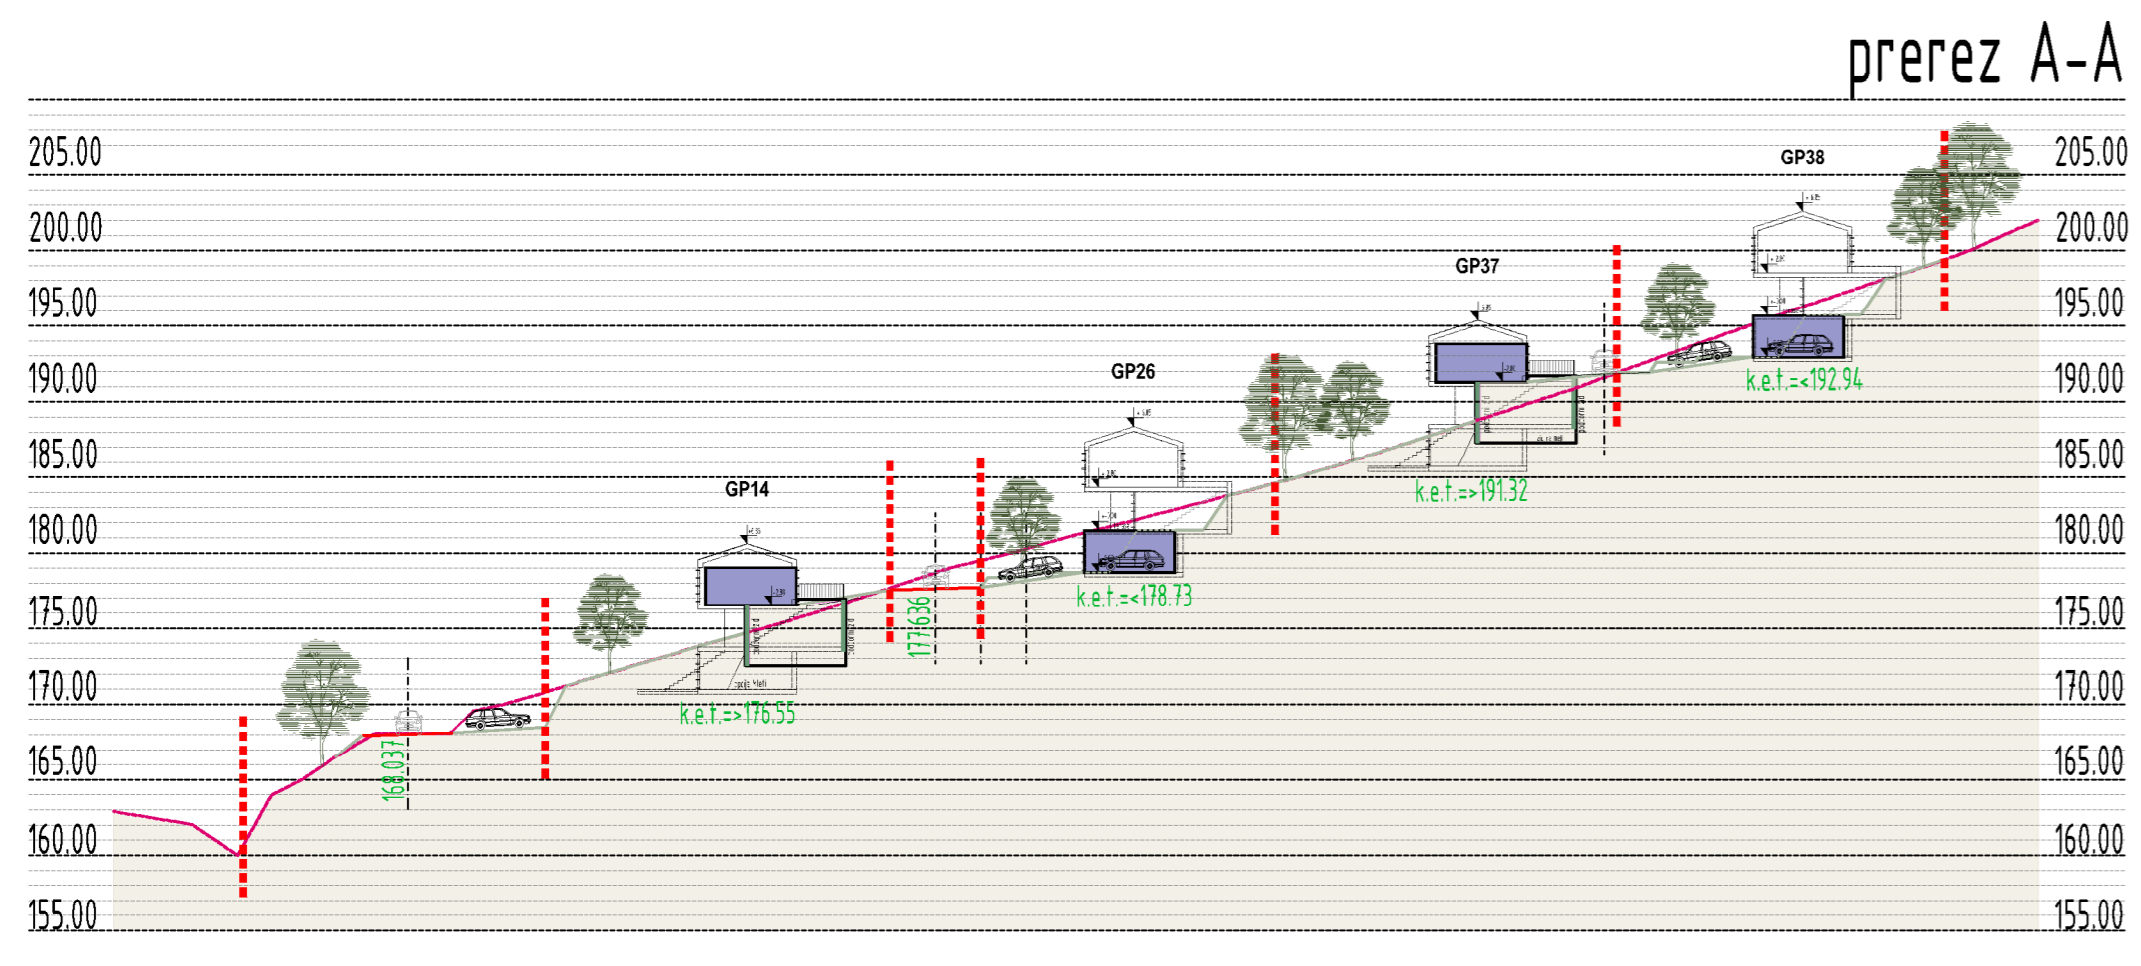 prerez A-A
205.00 205.00
GP38
200.00 200.00
GP37
195.00 195.00
190.00 190.00
k.e.t.=<192.94
GP26
185.00 185.00
GP14
k.e.t.=>191.32
180.00 180.00
k.e.t.=<178.73
175.00 175.00
177.636
170.00 170.00
k.e.t.=>176.55
165.00 165.00
168.037
160.00 160.00
155.00 155.00